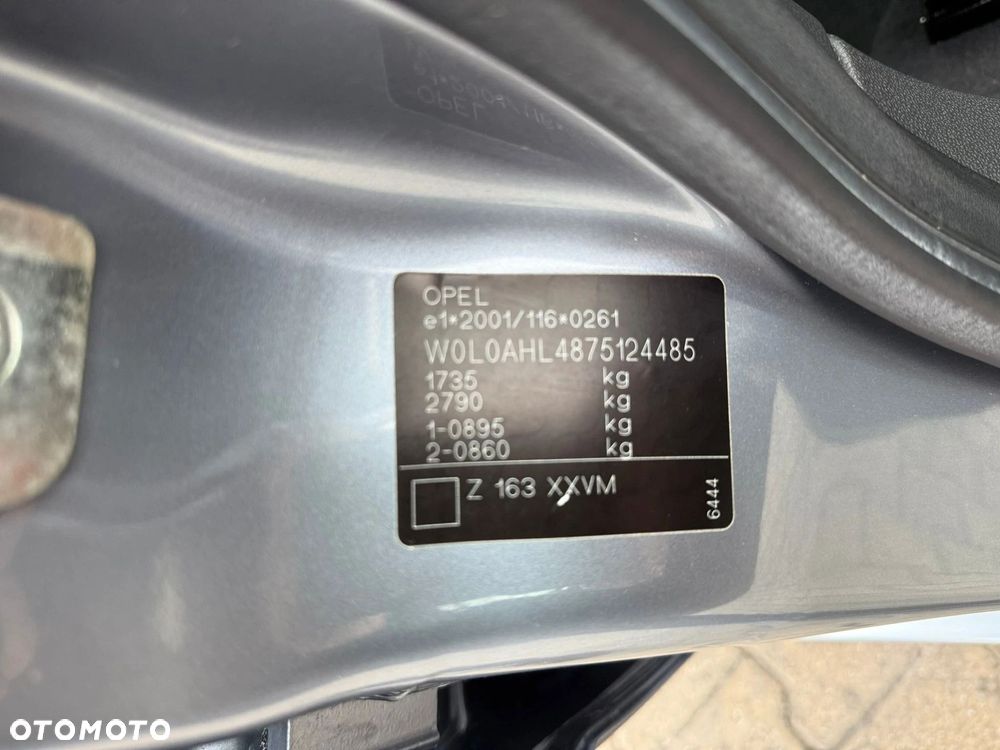 OPEL
e1*2001/116*0261
W0L0AHL4875124485
1735 kg
2790 kg
1-0895 kg
2-0860 kg
Z 163 XXVM
6444
OTOMOTO